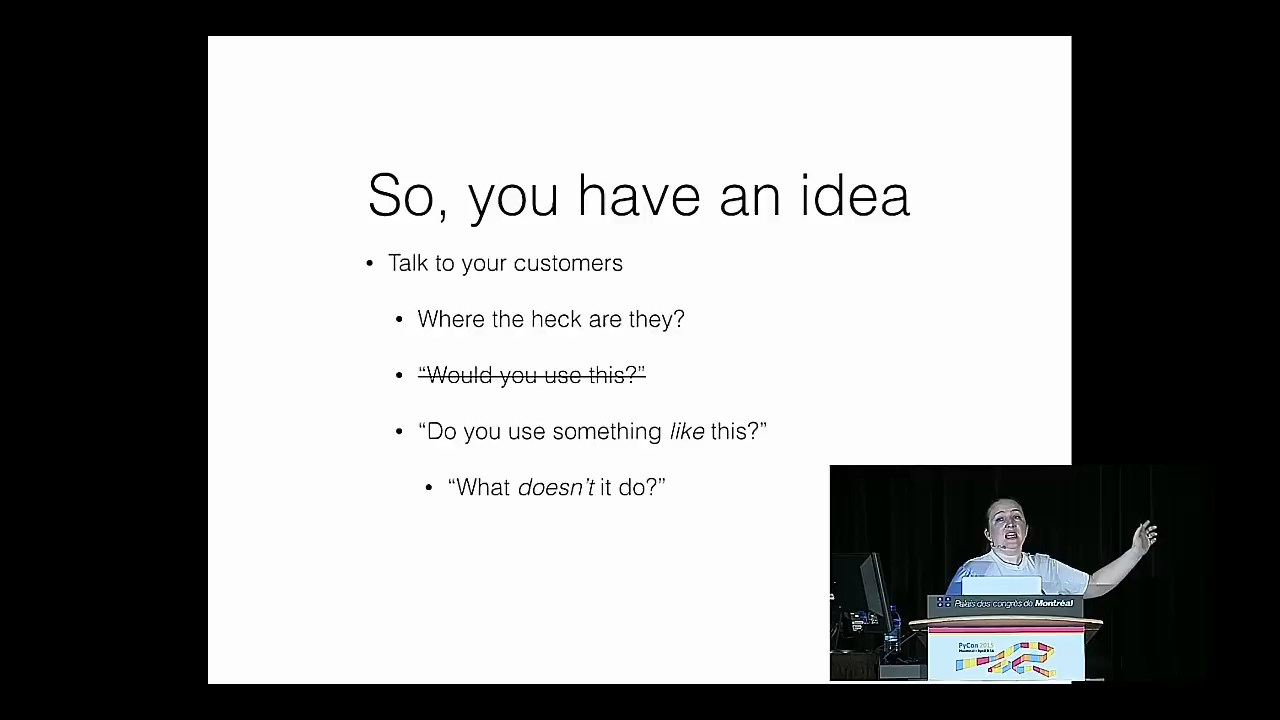 So, you have an idea
• Talk to your customers
• Where the heck are they?
• “Would you use this?”
• “Do you use something like this?”
• “What doesn’t it do?”
Palais des congrès de Montréal
PyCon 2015